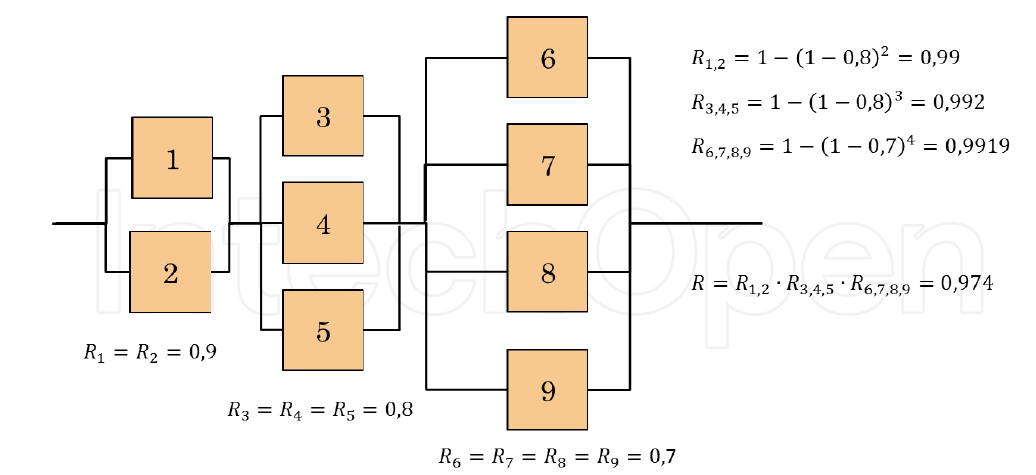 1
2
R₁ = R₂ = 0,9
3
4
5
R₃ = R₄ = R₅ = 0,8
6
7
8
9
R₆ = R₇ = R₈ = R₉ = 0,7
R₁,₂ = 1 − (1 − 0,8)² = 0,99
R₃,₄,₅ = 1 − (1 − 0,8)³ = 0,992
R₆,₇,₈,₉ = 1 − (1 − 0,7)⁴ = 0,9919
R = R₁,₂ · R₃,₄,₅ · R₆,₇,₈,₉ = 0,974
IntechOpen